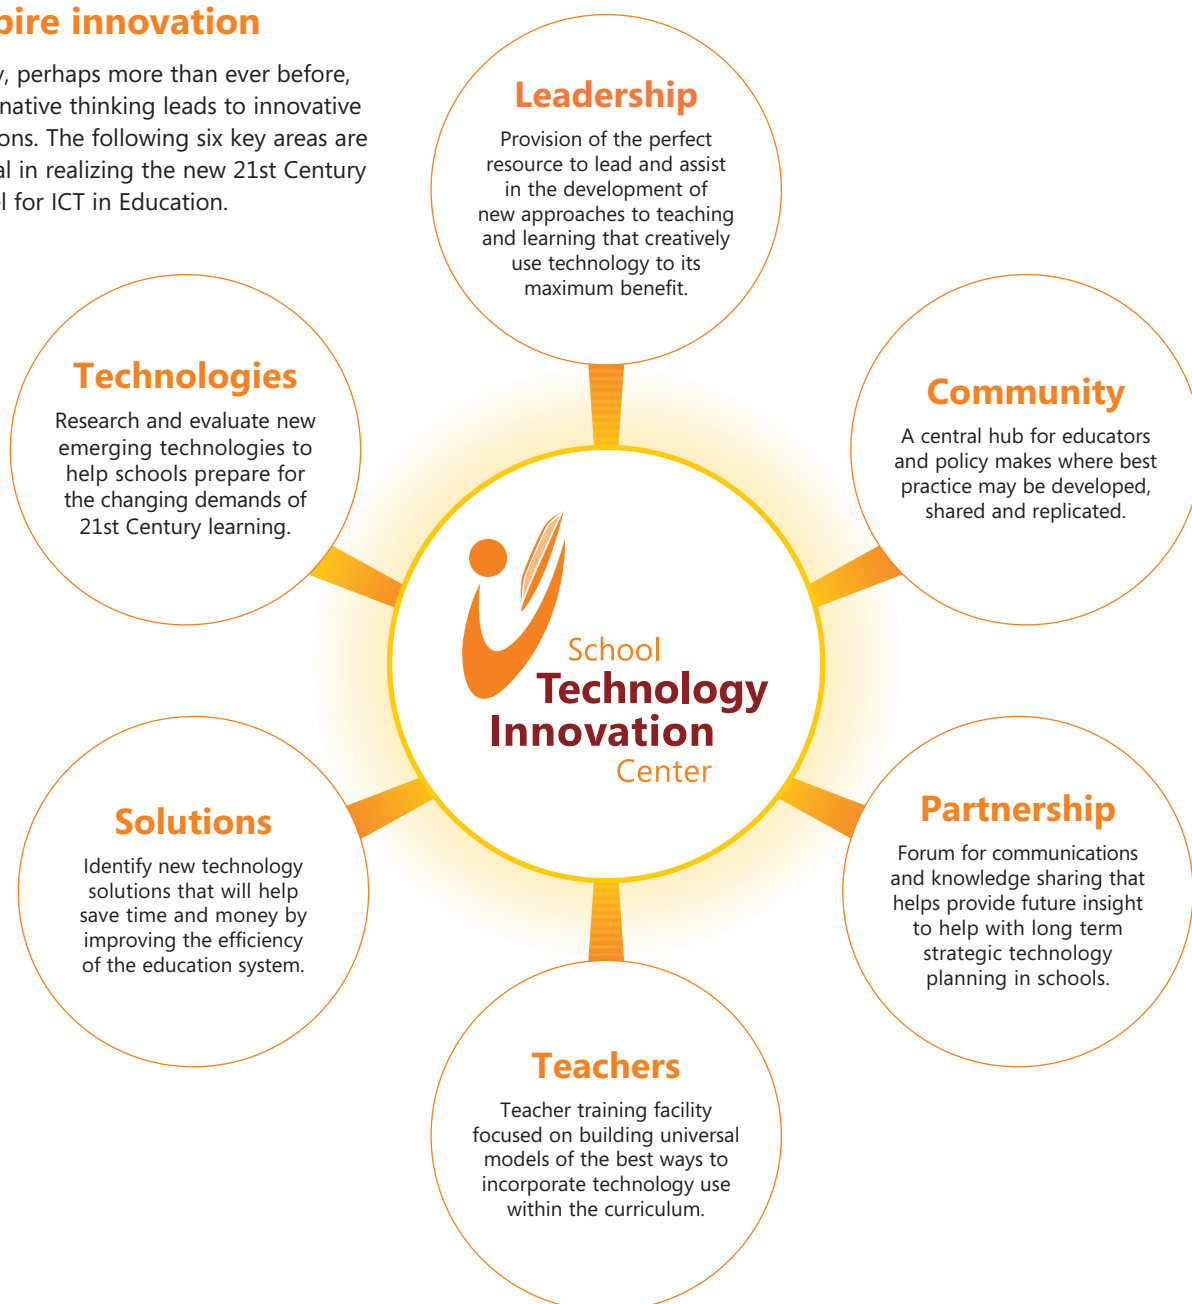 pire innovation
y, perhaps more than ever before,
native thinking leads to innovative
ons. The following six key areas are
al in realizing the new 21st Century
el for ICT in Education.
Leadership
Provision of the perfect
resource to lead and assist
in the development of
new approaches to teaching
and learning that creatively
use technology to its
maximum benefit.
Technologies
Research and evaluate new
emerging technologies to
help schools prepare for
the changing demands of
21st Century learning.
Community
A central hub for educators
and policy makes where best
practice may be developed,
shared and replicated.
School
Technology
Innovation
Center
Solutions
Identify new technology
solutions that will help
save time and money by
improving the efficiency
of the education system.
Partnership
Forum for communications
and knowledge sharing that
helps provide future insight
to help with long term
strategic technology
planning in schools.
Teachers
Teacher training facility
focused on building universal
models of the best ways to
incorporate technology use
within the curriculum.